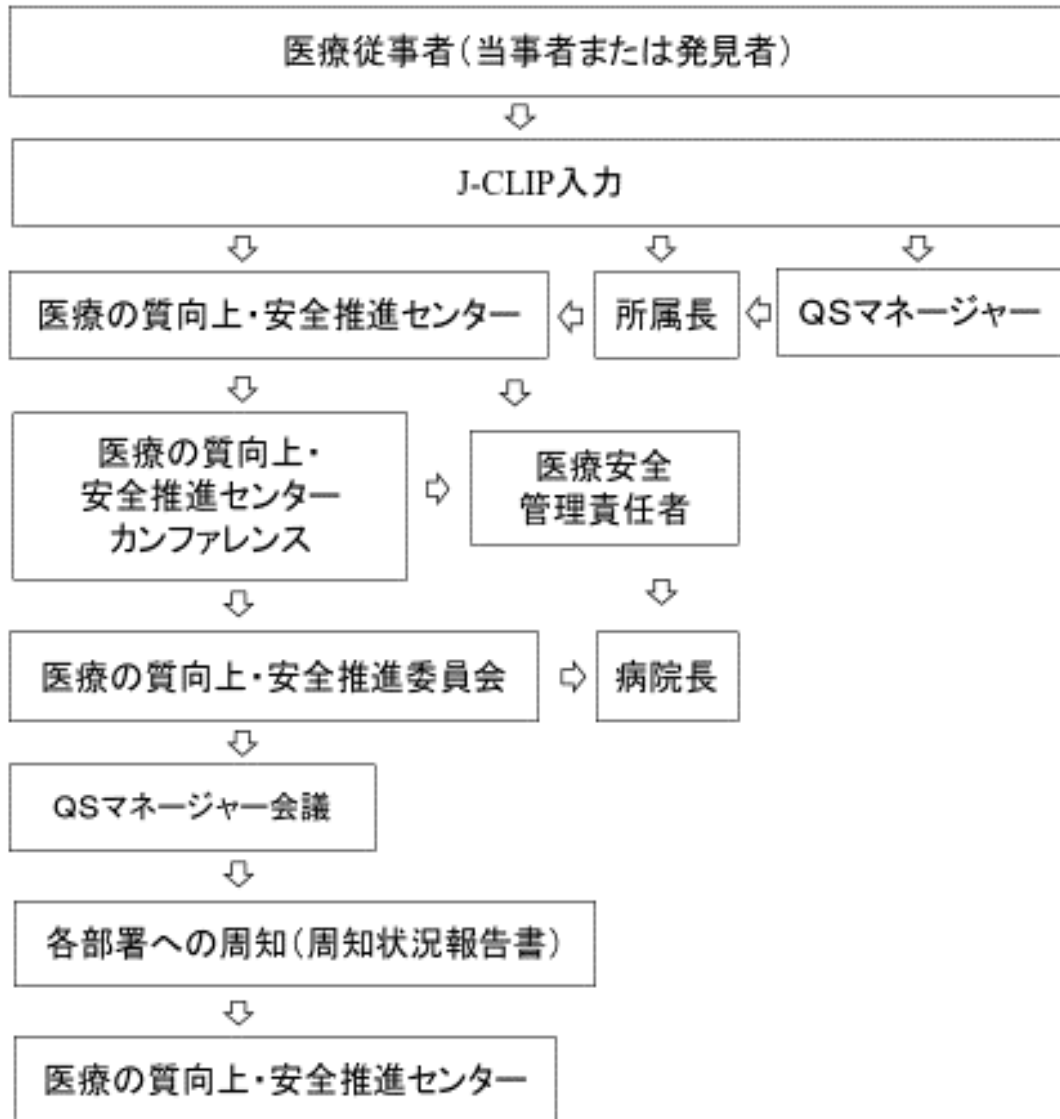 医療従事者（当事者または発見者）
J-CLIP入力
医療の質向上・安全推進センター
所属長
QSマネージャー
医療の質向上・
安全推進センター
カンファレンス
医療安全
管理責任者
医療の質向上・安全推進委員会
病院長
QSマネージャー会議
各部署への周知（周知状況報告書）
医療の質向上・安全推進センター